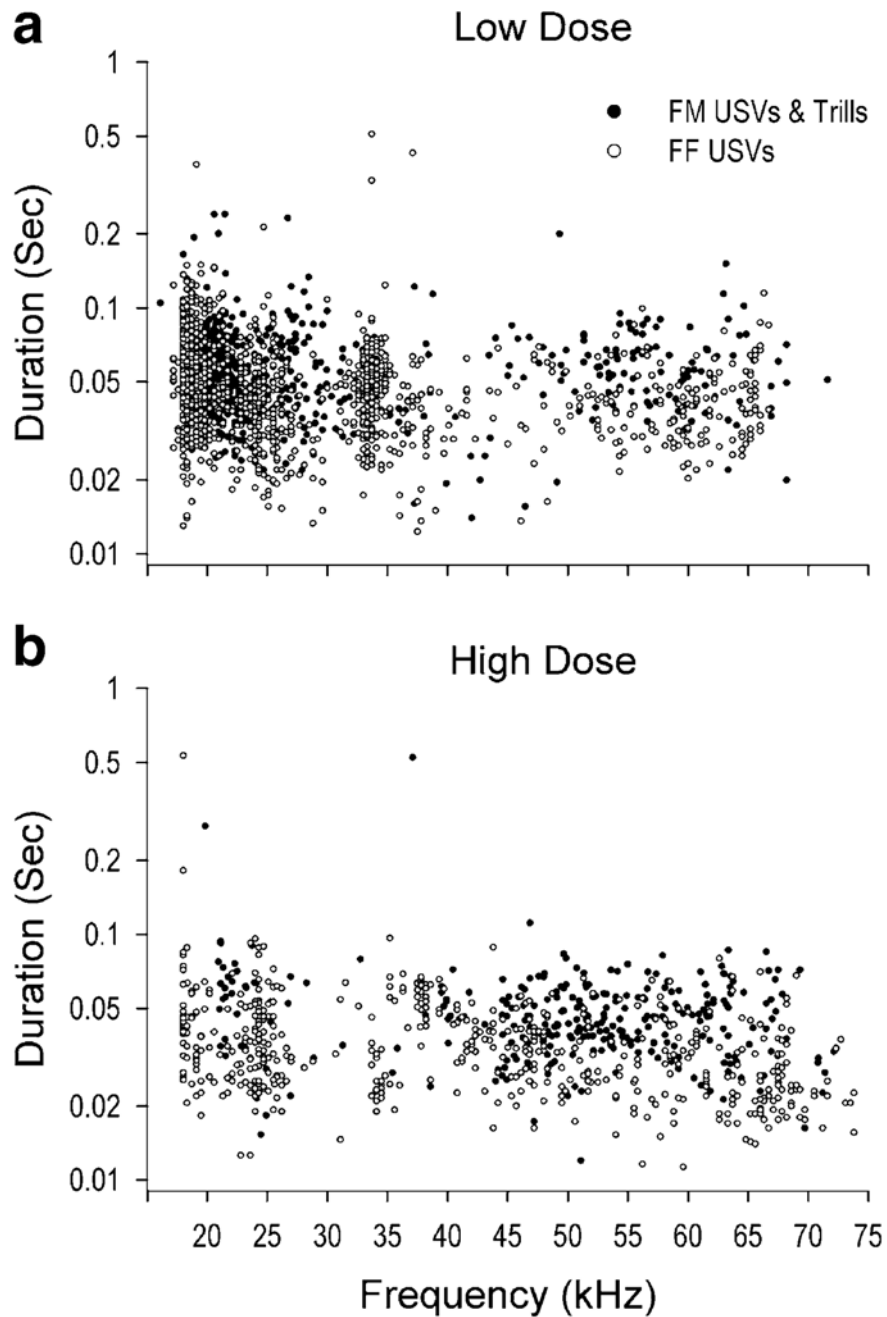 a
Low Dose
1
FM USVs & Trills
0.5
FF USVs
0.2
0.1
0.05
0.02
0.01
Duration (Sec)
b
High Dose
1
0.5
0.2
0.1
0.05
0.02
0.01
Duration (Sec)
20 25 30 35 40 45 50 55 60 65 70 75
Frequency (kHz)